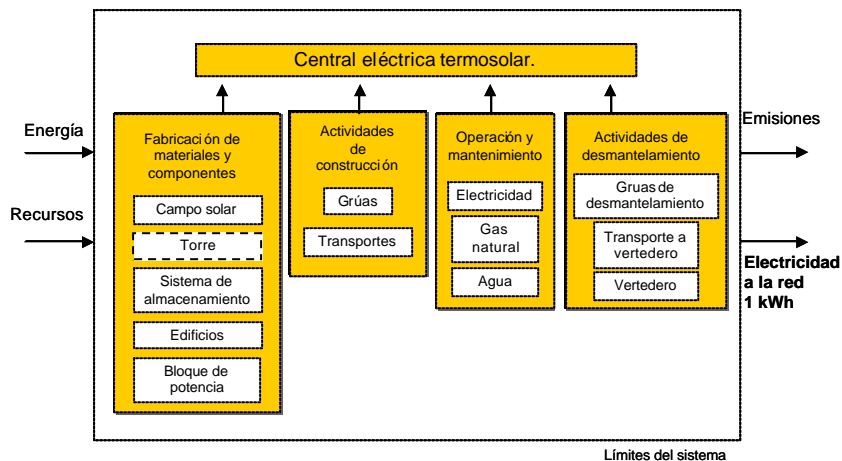 Central eléctrica termosolar.
Energía
Recursos
Fabricación de
materiales y
componentes
Campo solar
Torre
Sistema de
almacenamiento
Edificios
Bloque de
potencia
Actividades
de
construcción
Grúas
Transportes
Operación y
mantenimiento
Electricidad
Gas
natural
Agua
Actividades de
desmantelamiento
Gruas de
desmantelamiento
Transporte a
vertedero
Vertedero
Emisiones
Electricidad
a la red
1 kWh
Límites del sistema